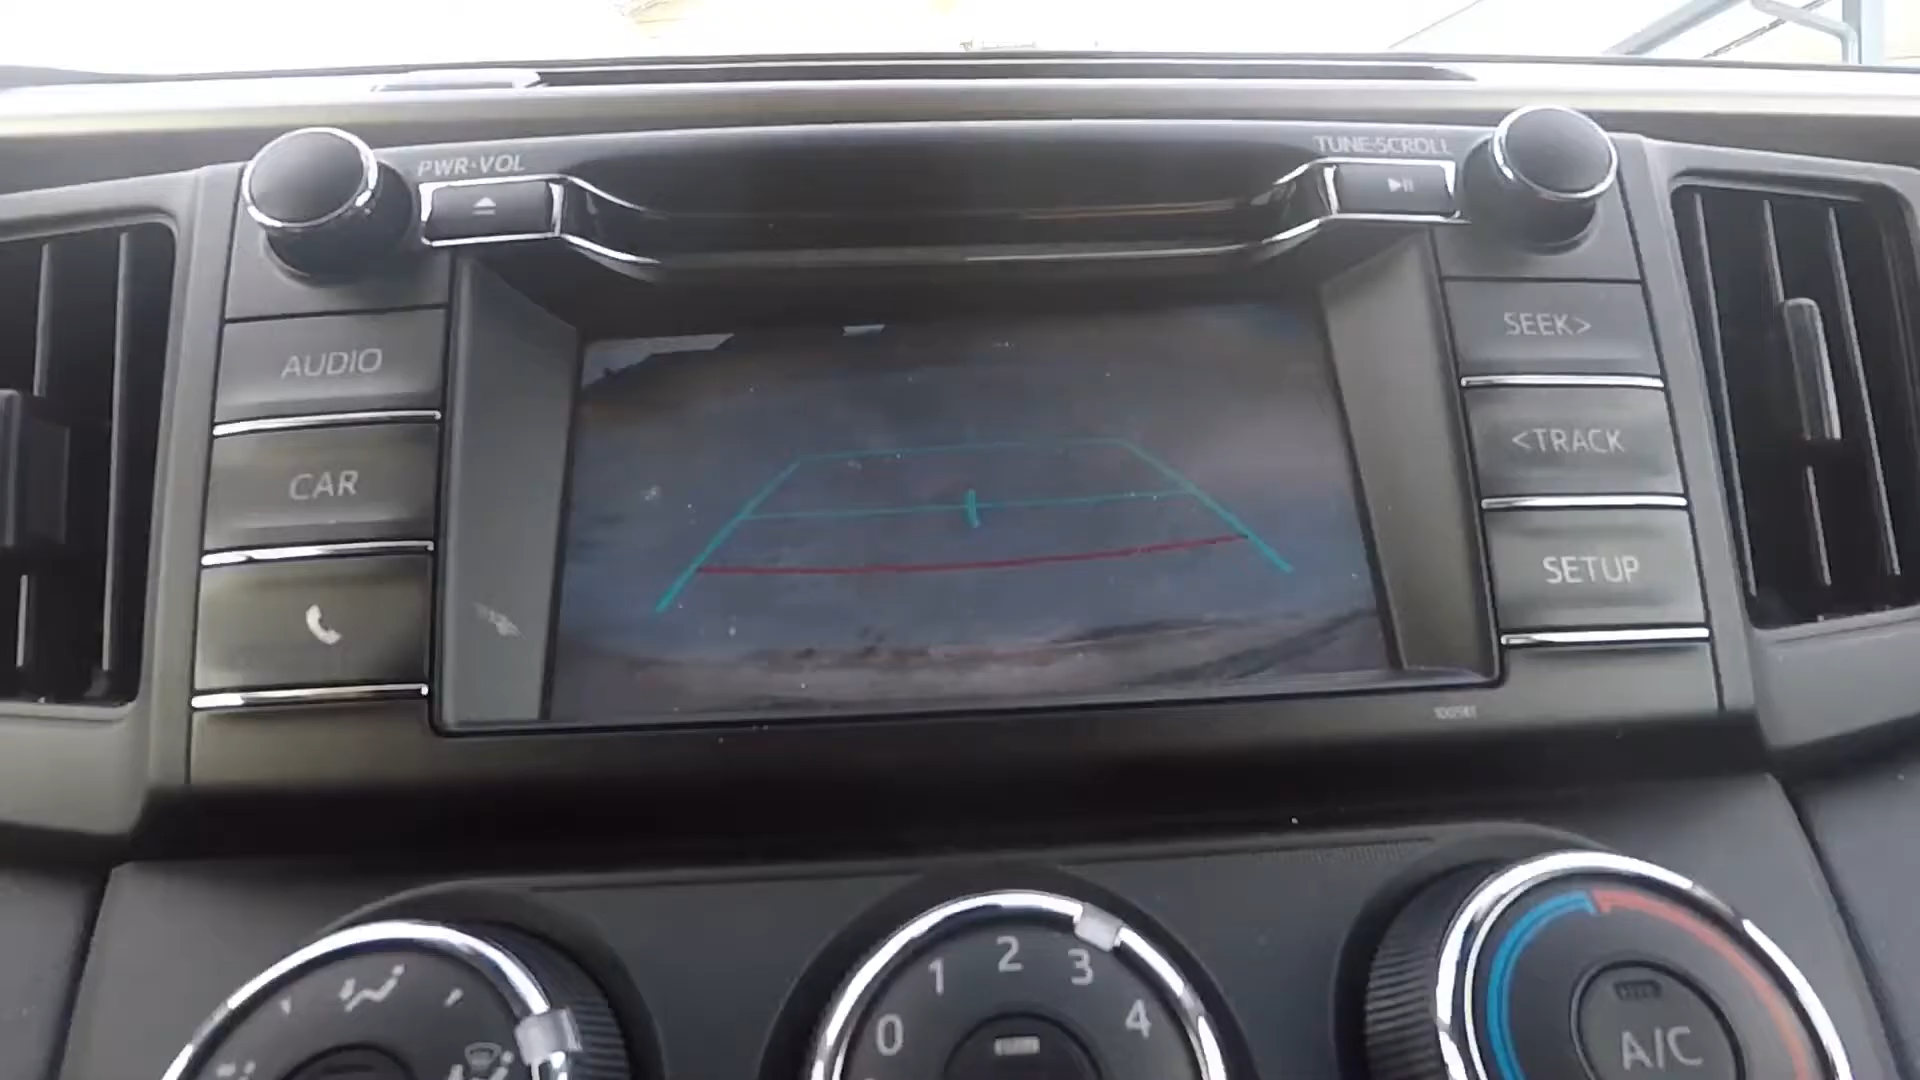 PWR•VOL
TUNE•SCROLL
AUDIO
SEEK>
CAR
<TRACK
SETUP
0
1
2
3
4
A/C